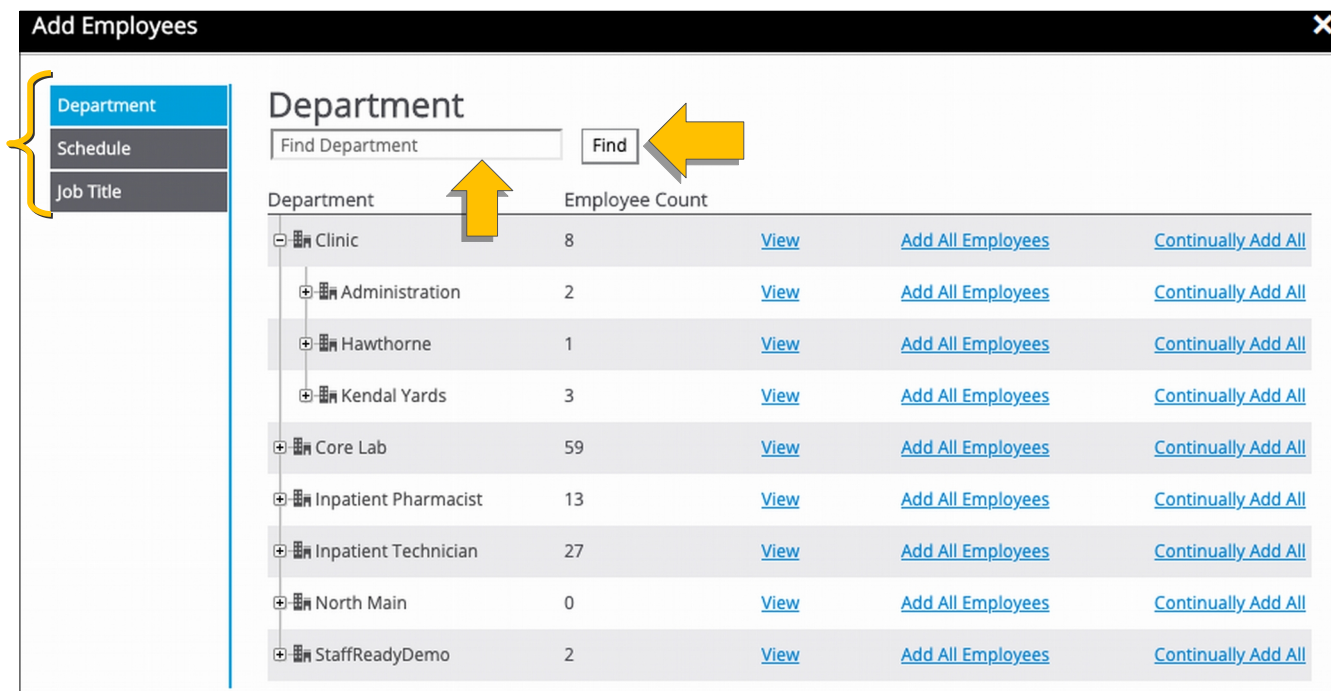 Add Employees
Department
Schedule
Job Title
Department
Find Department Find
Department Employee Count
Clinic 8 View Add All Employees Continually Add All
Administration 2 View Add All Employees Continually Add All
Hawthorne 1 View Add All Employees Continually Add All
Kendal Yards 3 View Add All Employees Continually Add All
Core Lab 59 View Add All Employees Continually Add All
Inpatient Pharmacist 13 View Add All Employees Continually Add All
Inpatient Technician 27 View Add All Employees Continually Add All
North Main 0 View Add All Employees Continually Add All
StaffReadyDemo 2 View Add All Employees Continually Add All